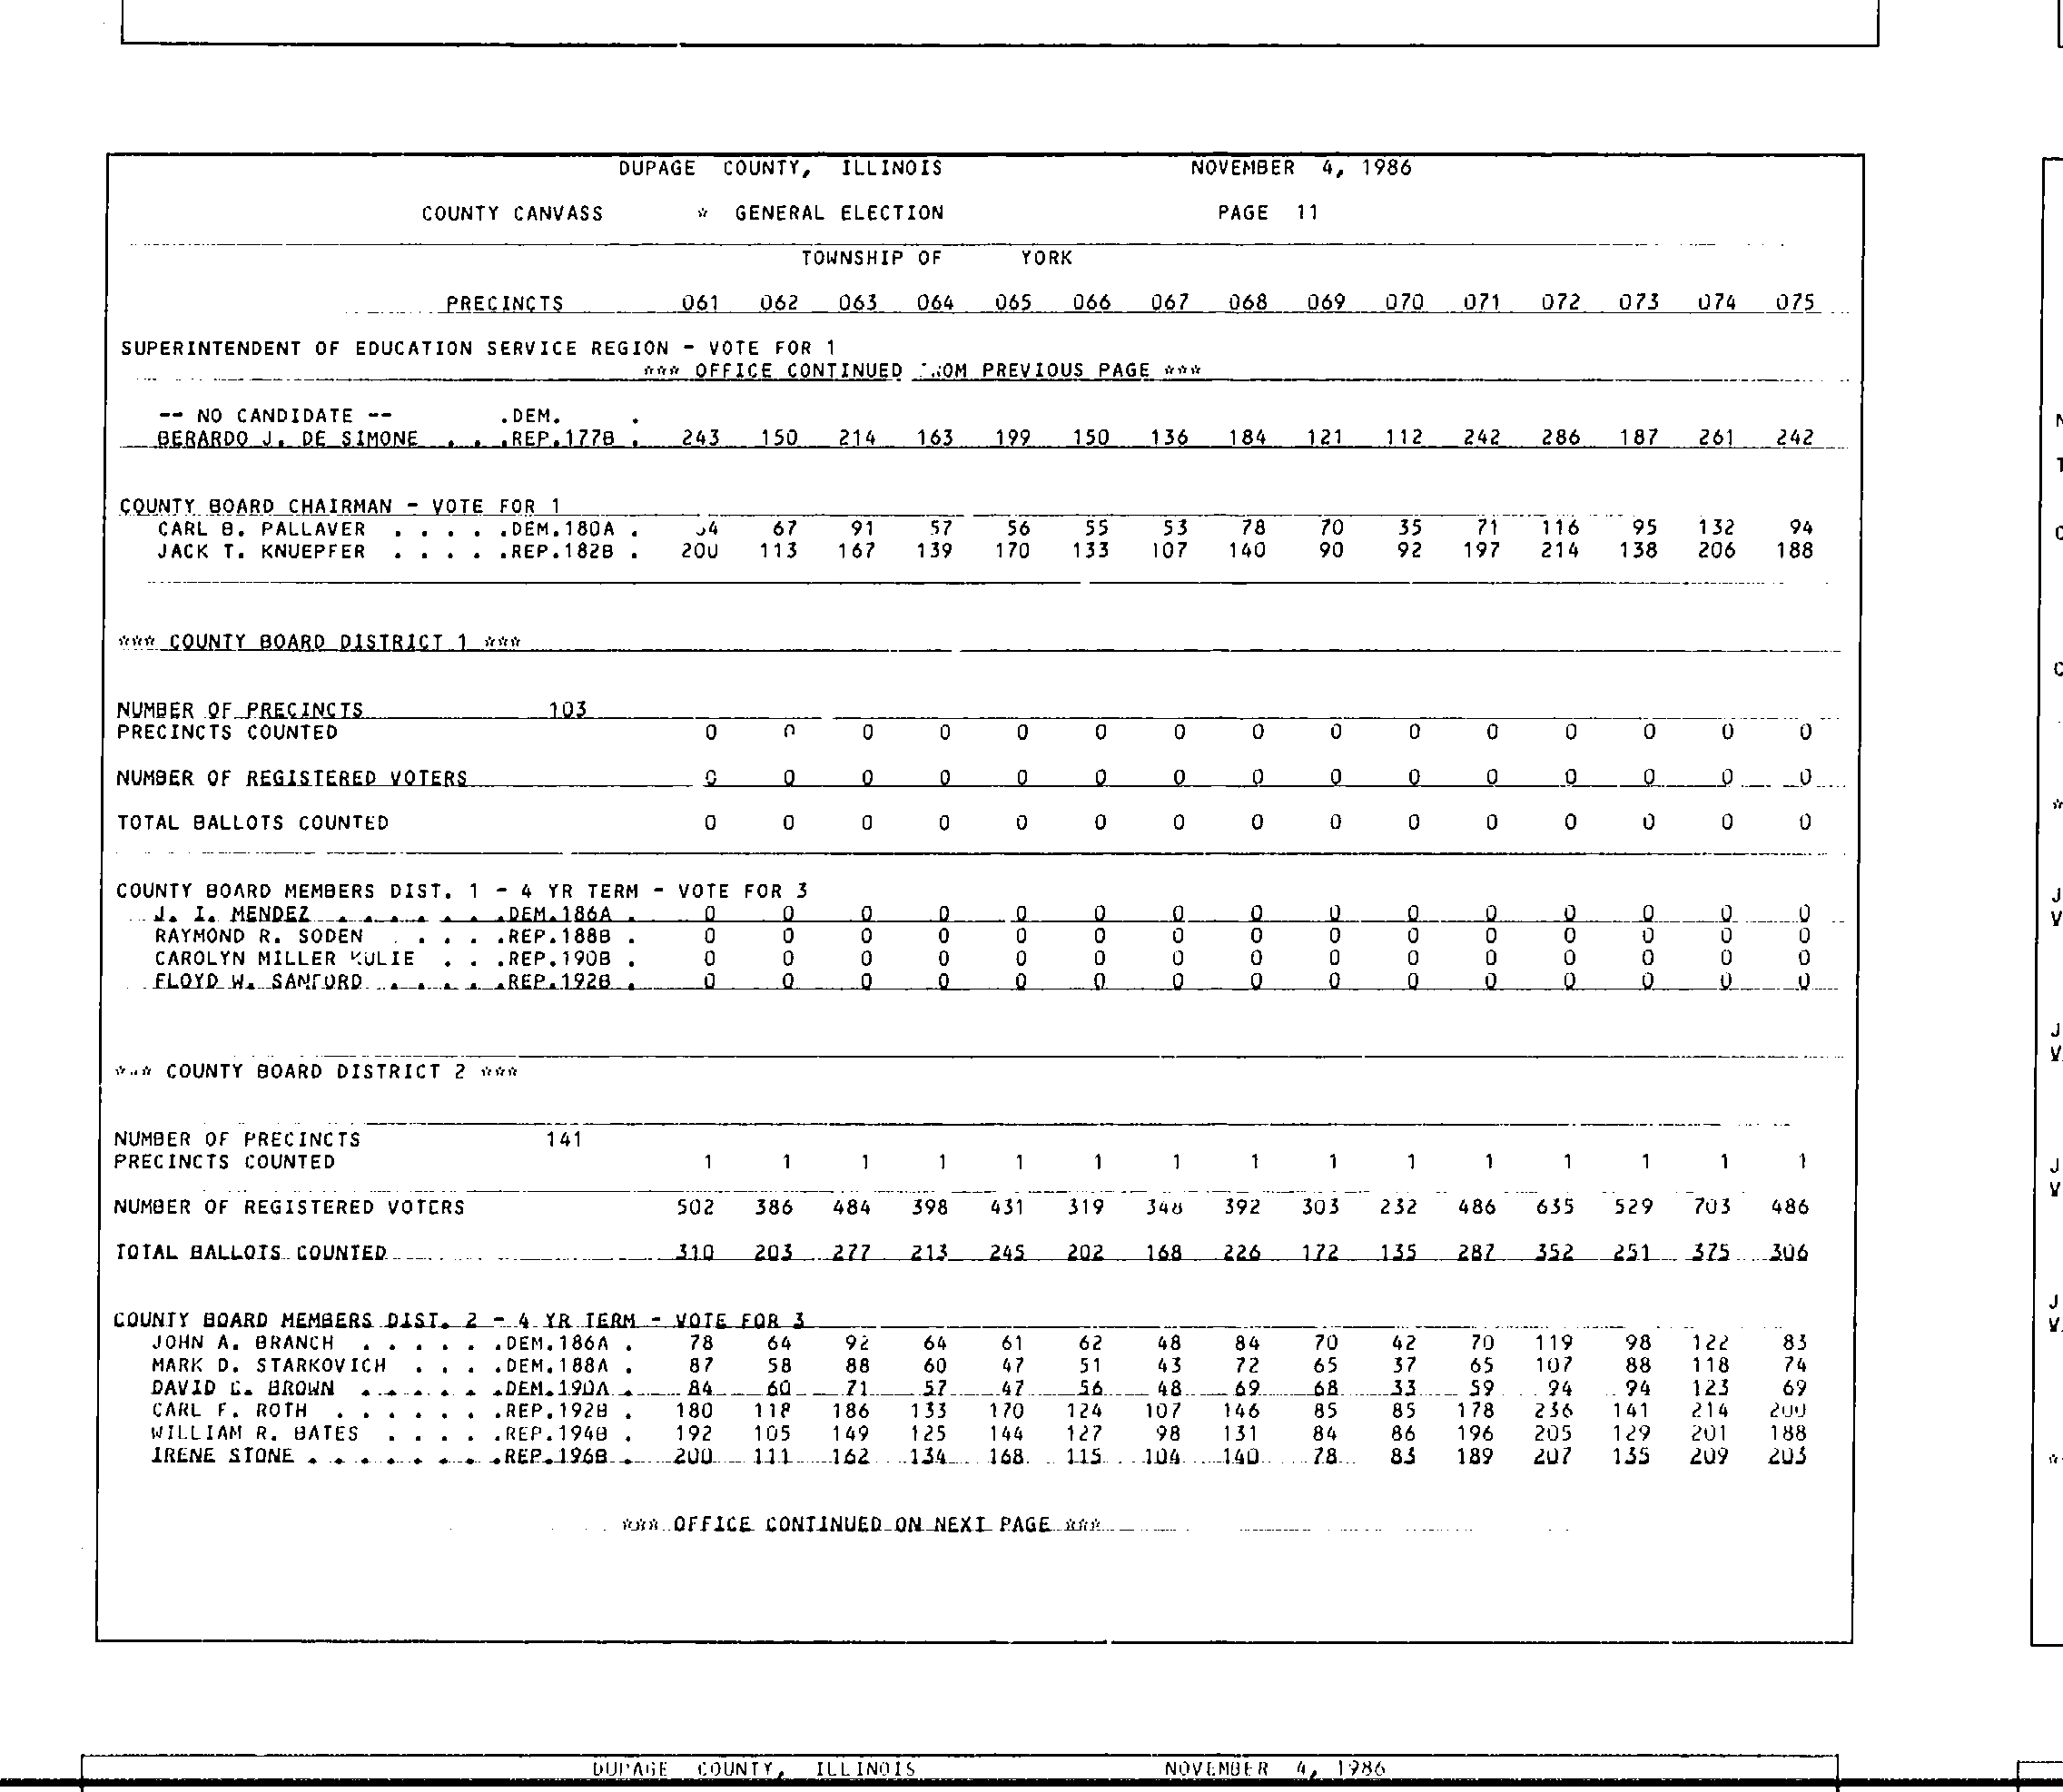 DUPAGE COUNTY, ILLINOIS NOVEMBER 4, 1986
COUNTY CANVASS * GENERAL ELECTION PAGE 11
TOWNSHIP OF YORK
PRECINCTS 061 062 063 064 065 066 067 068 069 070 071 072 073 074 075
SUPERINTENDENT OF EDUCATION SERVICE REGION - VOTE FOR 1
*** OFFICE CONTINUED PREVIOUS PAGE ***
-- NO CANDIDATE -- .DEM. .
BERARDO J. DE SIMONE . . .REP.177B . 243 150 214 163 199 150 136 184 121 112 242 286 187 261 242
COUNTY BOARD CHAIRMAN - VOTE FOR 1
CARL B. PALLAVER . . . . .DEM.180A . 67 91 57 56 55 53 78 70 35 71 116 95 132 94
JACK T. KNUEPFER . . . . .REP.182B . 200 113 167 139 170 133 107 140 90 92 197 214 138 206 188
*** COUNTY BOARD DISTRICT 1 ***
NUMBER OF PRECINCTS 103
PRECINCTS COUNTED 0 0 0 0 0 0 0 0 0 0 0 0 0 0 0
NUMBER OF REGISTERED VOTERS 0 0 0 0 0 0 0 0 0 0 0 0 0 0 0
TOTAL BALLOTS COUNTED 0 0 0 0 0 0 0 0 0 0 0 0 0 0 0
COUNTY BOARD MEMBERS DIST. 1 - 4 YR TERM - VOTE FOR 3
J. I. MENDEZ . . . . . . .DEM.186A . 0 0 0 0 0 0 0 0 0 0 0 0 0 0 0
RAYMOND R. SODEN . . . . .REP.188B . 0 0 0 0 0 0 0 0 0 0 0 0 0 0 0
CAROLYN MILLER KULIE . . .REP.190B . 0 0 0 0 0 0 0 0 0 0 0 0 0 0 0
FLOYD W. SANFORD . . . . .REP.192B . 0 0 0 0 0 0 0 0 0 0 0 0 0 0 0
*** COUNTY BOARD DISTRICT 2 ***
NUMBER OF PRECINCTS 141
PRECINCTS COUNTED 1 1 1 1 1 1 1 1 1 1 1 1 1 1 1
NUMBER OF REGISTERED VOTERS 502 386 484 398 431 319 348 392 303 232 486 635 529 703 486
TOTAL BALLOTS COUNTED 310 203 277 213 245 202 168 226 172 135 287 352 251 375 306
COUNTY BOARD MEMBERS DIST. 2 - 4 YR TERM - VOTE FOR 3
JOHN A. BRANCH . . . . . .DEM.186A . 78 64 92 64 61 62 48 84 70 42 70 119 98 122 83
MARK D. STARKOVICH . . . .DEM.188A . 87 58 88 60 47 51 43 72 65 37 65 107 88 118 74
DAVID C. BROWN . . . . . .DEM.190A . 84 60 71 57 47 56 48 69 68 33 59 94 94 123 69
CARL F. ROTH . . . . . . .REP.192B . 180 118 186 133 170 124 107 146 85 85 178 236 141 214 200
WILLIAM R. BATES . . . . .REP.194B . 192 105 149 125 144 127 98 131 84 86 196 205 129 201 188
IRENE STONE . . . . . . . .REP.196B . 200 111 162 134 168 115 104 140 78 83 189 207 135 209 203
*** OFFICE CONTINUED ON NEXT PAGE ***
DUPAGE COUNTY, ILLINOIS NOVEMBER 4, 1986